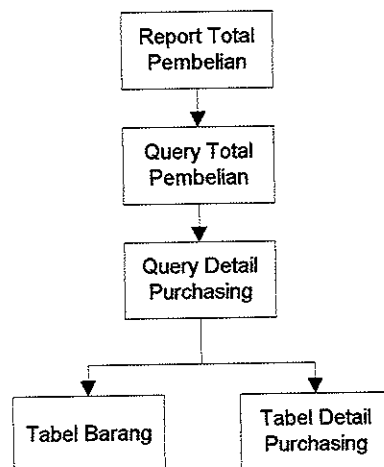 Report Total
Pembelian
Query Total
Pembelian
Query Detail
Purchasing
Tabel Barang
Tabel Detail
Purchasing